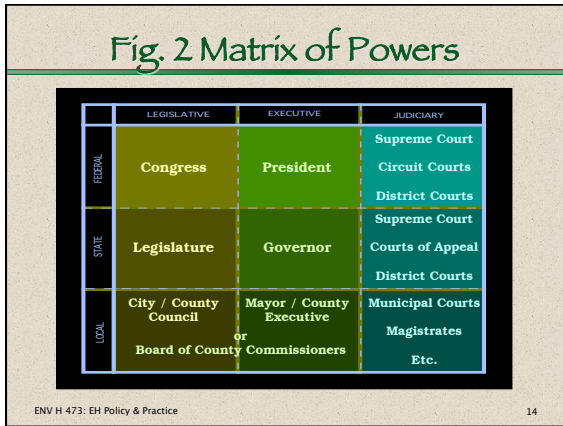 Fig. 2 Matrix of Powers
LEGISLATIVE EXECUTIVE JUDICIARY
FEDERAL
Congress
President
Supreme Court
Circuit Courts
District Courts
STATE
Legislature
Governor
Supreme Court
Courts of Appeal
District Courts
LOCAL
City / County
Council
Mayor / County
Executive
or
Board of County Commissioners
Municipal Courts
Magistrates
Etc.
ENV H 473: EH Policy & Practice
14